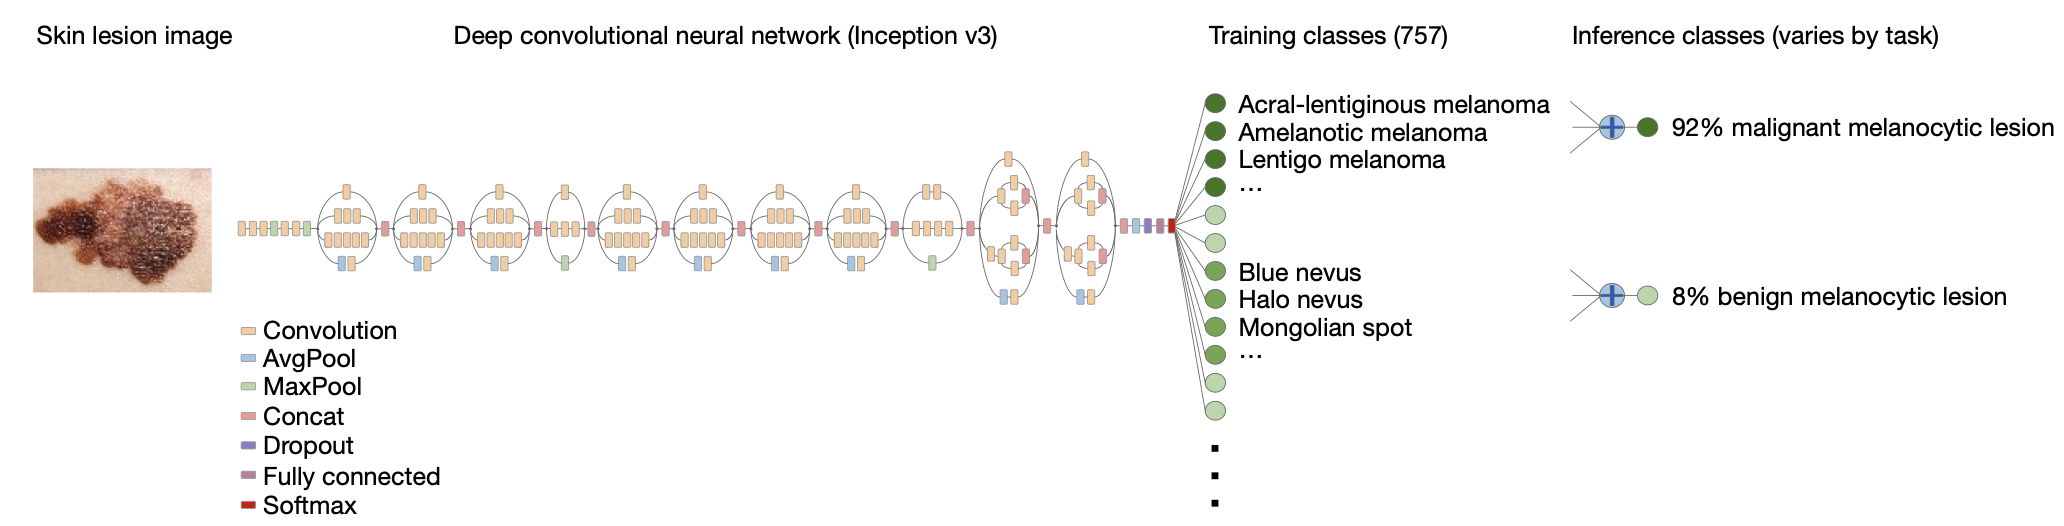 Skin lesion image
Deep convolutional neural network (Inception v3)
Training classes (757)
Inference classes (varies by task)
Acral-lentiginous melanoma
Amelanotic melanoma
Lentigo melanoma
...
Blue nevus
Halo nevus
Mongolian spot
...
92% malignant melanocytic lesion
8% benign melanocytic lesion
Convolution
AvgPool
MaxPool
Concat
Dropout
Fully connected
Softmax